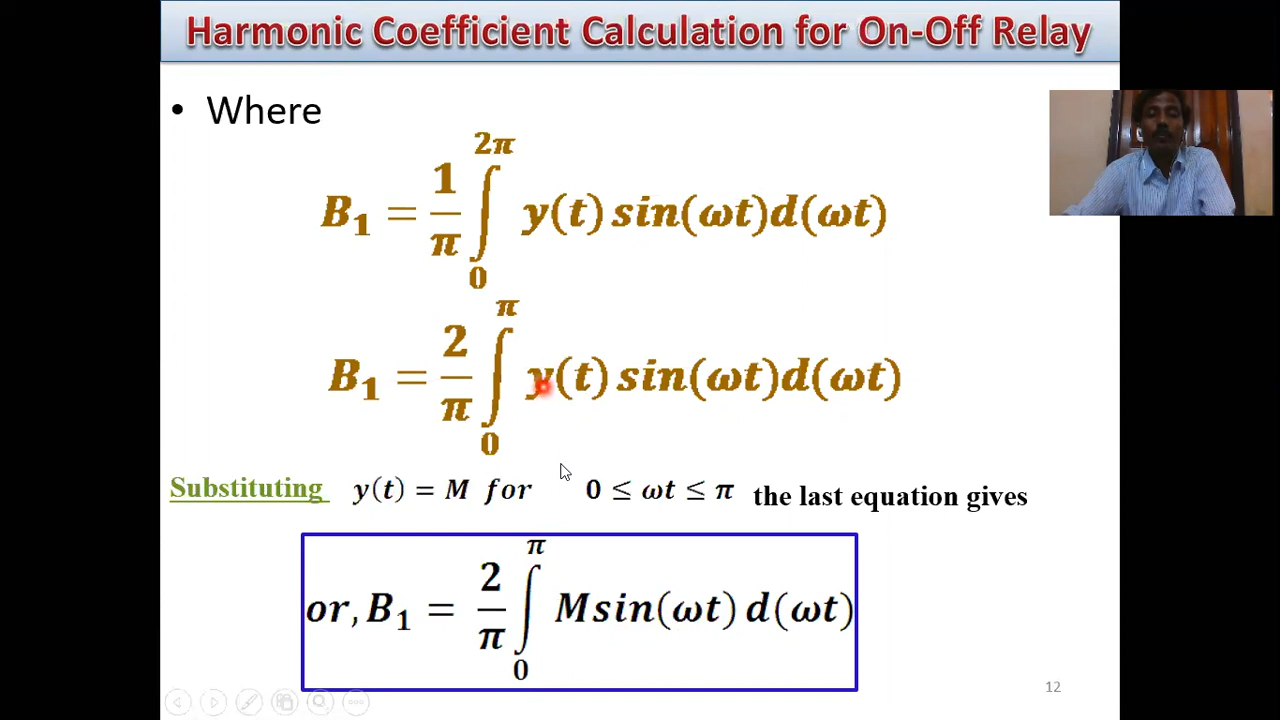 Harmonic Coefficient Calculation for On-Off Relay
• Where
B₁ = 1/π ∫₀^2π y(t) sin(ωt)d(ωt)
B₁ = 2/π ∫₀^π y(t) sin(ωt)d(ωt)
Substituting y(t) = M for 0 ≤ ωt ≤ π the last equation gives
or, B₁ = 2/π ∫₀^π Msin(ωt) d(ωt)
12